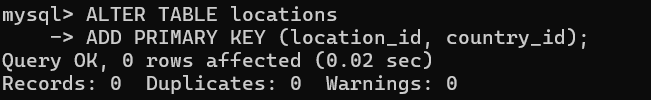 mysql> ALTER TABLE locations
    -> ADD PRIMARY KEY (location_id, country_id);
Query OK, 0 rows affected (0.02 sec)
Records: 0  Duplicates: 0  Warnings: 0